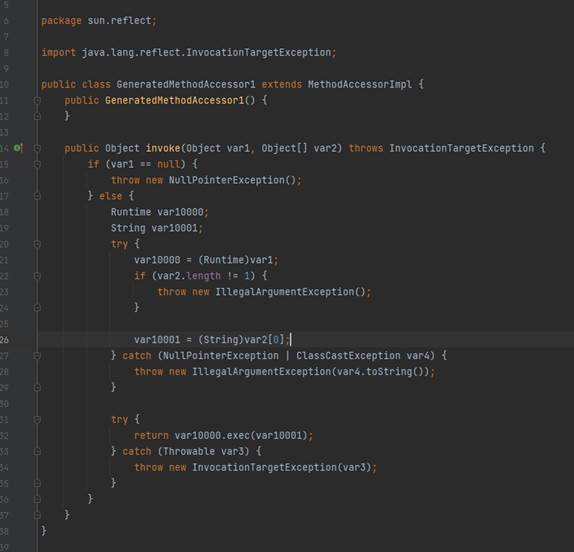 5
6 package sun.reflect;
7
8 import java.lang.reflect.InvocationTargetException;
9
10 public class GeneratedMethodAccessor1 extends MethodAccessorImpl {
11     public GeneratedMethodAccessor1() {
12     }
13
14     public Object invoke(Object var1, Object[] var2) throws InvocationTargetException {
15         if (var1 == null) {
16             throw new NullPointerException();
17         } else {
18             Runtime var10000;
19             String var10001;
20             try {
21                 var10000 = (Runtime)var1;
22                 if (var2.length != 1) {
23                     throw new IllegalArgumentException();
24                 }
25
26                 var10001 = (String)var2[0];
27             } catch (NullPointerException | ClassCastException var4) {
28                 throw new IllegalArgumentException(var4.toString());
29             }
30
31             try {
32                 return var10000.exec(var10001);
33             } catch (Throwable var3) {
34                 throw new InvocationTargetException(var3);
35             }
36         }
37     }
38 }
39